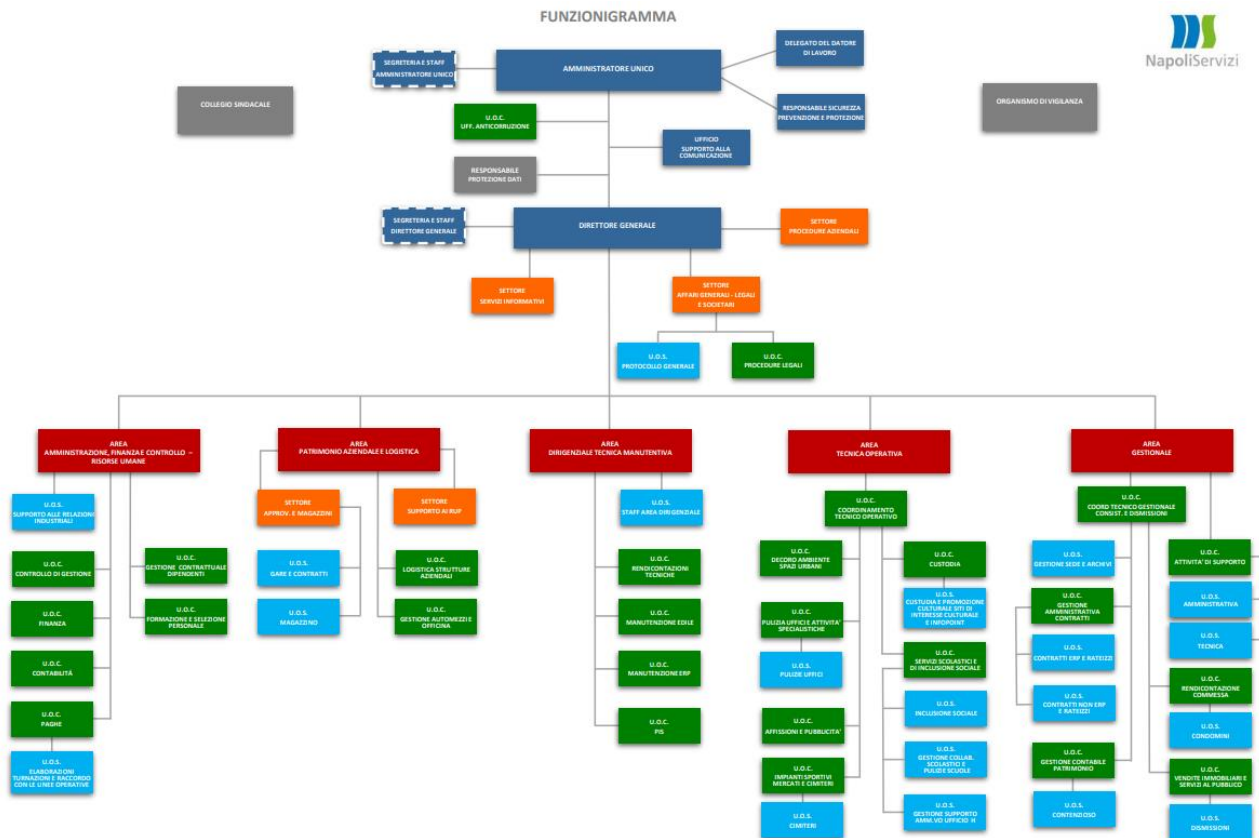 FUNZIONIGRAMMA
NapoliServizi
SEGRETERIA E STAFF
AMMINISTRATORE UNICO
AMMINISTRATORE UNICO
DELEGATO DEL DATORE
DI LAVORO
COLLEGIO SINDACALE
ORGANISMO DI VIGILANZA
RESPONSABILE SICUREZZA
PREVENZIONE E PROTEZIONE
U.O.C.
UFF. ANTICORRUZIONE
UFFICIO
SUPPORTO ALLA
COMUNICAZIONE
RESPONSABILE
PROTEZIONE DATI
SEGRETERIA E STAFF
DIRETTORE GENERALE
DIRETTORE GENERALE
SETTORE
PROCEDURE AZIENDALI
SETTORE
SERVIZI INFORMATIVI
SETTORE
AFFARI GENERALI - LEGALI
E SOCIETARI
U.O.S.
PROTOCOLLO GENERALE
U.O.C.
PROCEDURE LEGALI
AREA
AMMINISTRAZIONE, FINANZA E CONTROLLO –
RISORSE UMANE
U.O.S.
SUPPORTO ALLE RELAZIONI
INDUSTRIALI
U.O.C.
CONTROLLO DI GESTIONE
U.O.C.
GESTIONE CONTRATTUALE
DIPENDENTI
U.O.C.
FINANZA
U.O.C.
FORMAZIONE E SELEZIONE
PERSONALE
U.O.C.
CONTABILITÁ
U.O.C.
PAGHE
U.O.S.
ELABORAZIONI
TURNAZIONI E RACCORDO
CON LE LINEE OPERATIVE
AREA
PATRIMONIO AZIENDALE E LOGISTICA
SETTORE
APPROV. E MAGAZZINI
SETTORE
SUPPORTO AI RUP
U.O.S.
GARE E CONTRATTI
U.O.C.
LOGISTICA STRUTTURE
AZIENDALI
U.O.S.
MAGAZZINO
U.O.C.
GESTIONE AUTOMEZZI E
OFFICINA
AREA
DIRIGENZIALE TECNICA MANUTENTIVA
U.O.S.
STAFF AREA DIRIGENZIALE
U.O.C.
RENDICONTAZIONI
TECNICHE
U.O.C.
MANUTENZIONE EDILE
U.O.C.
MANUTENZIONE ERP
U.O.C.
PIS
AREA
TECNICA OPERATIVA
U.O.C.
COORDINAMENTO
TECNICO OPERATIVO
U.O.C.
DECORO AMBIENTE
SPAZI URBANI
U.O.C.
CUSTODIA
U.O.S.
CUSTUDIA E PROMOZIONE
CULTURALE SITI DI
INTERESSE CULTURALE
E INFOPOINT
U.O.C.
PULIZIA UFFICI E ATTIVITA'
SPECIALISTICHE
U.O.S.
PULIZIE UFFICI
U.O.C.
SERVIZI SCOLASTICI E
DI INCLUSIONE SOCIALE
U.O.S.
INCLUSIONE SOCIALE
U.O.C.
AFFISSIONI E PUBBLICITA'
U.O.S.
GESTIONE COLLAB.
SCOLASTICI E
PULIZIE SCUOLE
U.O.C.
IMPIANTI SPORTIVI
MERCATI E CIMITERI
U.O.S.
CIMITERI
U.O.S.
GESTIONE SUPPORTO
AMM.VO UFFICIO H
AREA
GESTIONALE
U.O.C.
COORD TECNICO GESTIONALE
CONSIST. E DISMISSIONI
U.O.S.
GESTIONE SEDE E ARCHIVI
U.O.C.
ATTIVITA' DI SUPPORTO
U.O.C.
GESTIONE
AMMINISTRATIVA
CONTRATTI
U.O.S.
AMMINISTRATIVA
U.O.S.
CONTRATTI ERP E RATEIZZI
U.O.S.
TECNICA
U.O.S.
CONTRATTI NON ERP
E RATEIZZI
U.O.C.
RENDICONTAZIONE
COMMESSA
U.O.S.
CONDOMINI
U.O.C.
GESTIONE CONTABILE
PATRIMONIO
U.O.S.
CONTENZIOSO
U.O.C.
VENDITE IMMOBILIARI E
SERVIZI AL PUBBLICO
U.O.S.
DISMISSIONI